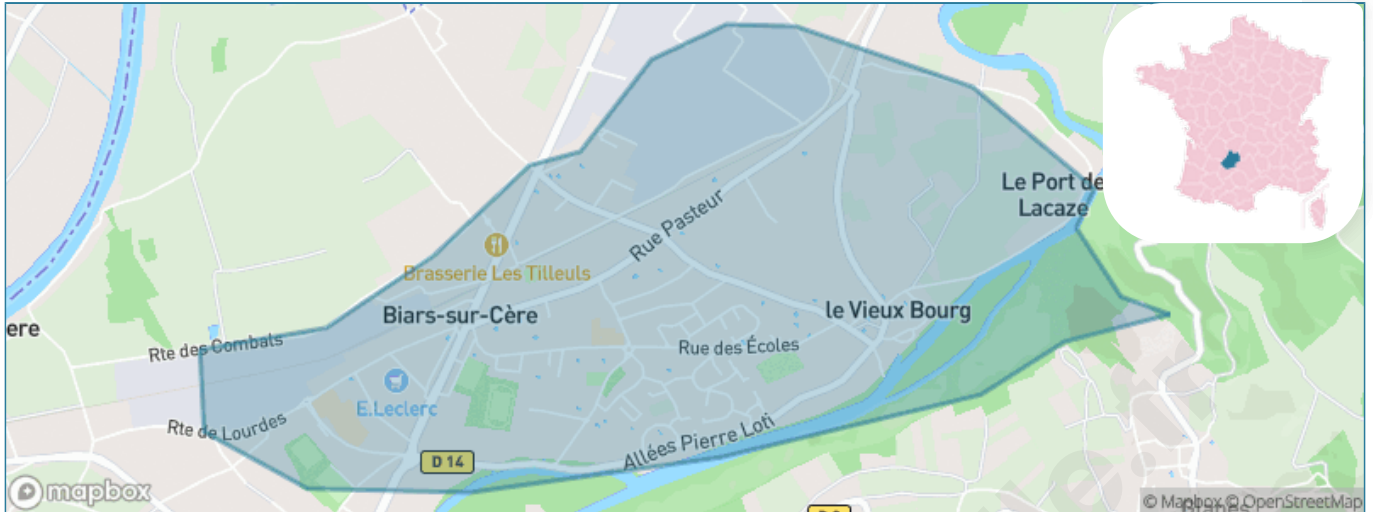 Le Port de
Lacaze
Rue Pasteur
Brasserie Les Tilleuls
Biars-sur-Cère
le Vieux Bourg
ere
Rte des Combals
Rue des Écoles
E.Leclerc
Rte de Lourdes
Allées Pierre Loti
D 14
mapbox
© Mapbox © OpenStreetMap